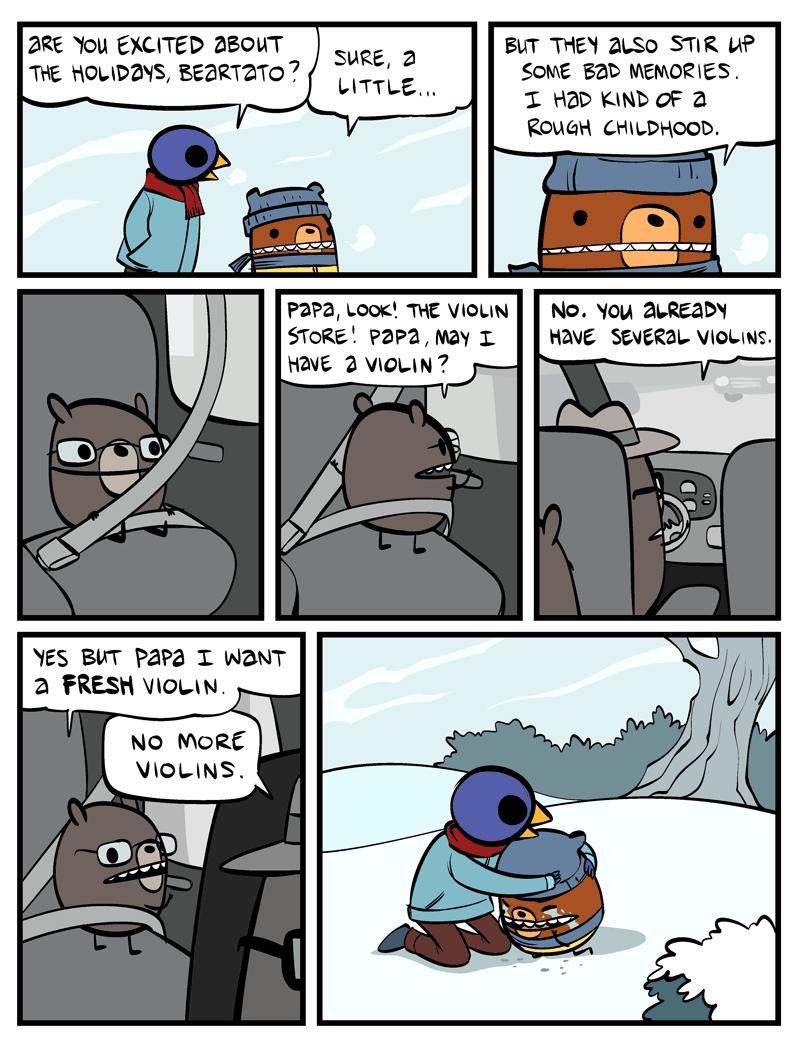 ARE YOU EXCITED ABOUT
THE HOLIDAYS, BEARTATO?
SURE, A
LITTLE...
BUT THEY ALSO STIR UP
SOME BAD MEMORIES.
I HAD KIND OF A
ROUGH CHILDHOOD.
PAPA, LOOK! THE VIOLIN
STORE! PAPA, MAY I
HAVE A VIOLIN?
NO. YOU ALREADY
HAVE SEVERAL VIOLINS.
YES BUT PAPA I WANT
A FRESH VIOLIN.
NO MORE
VIOLINS.